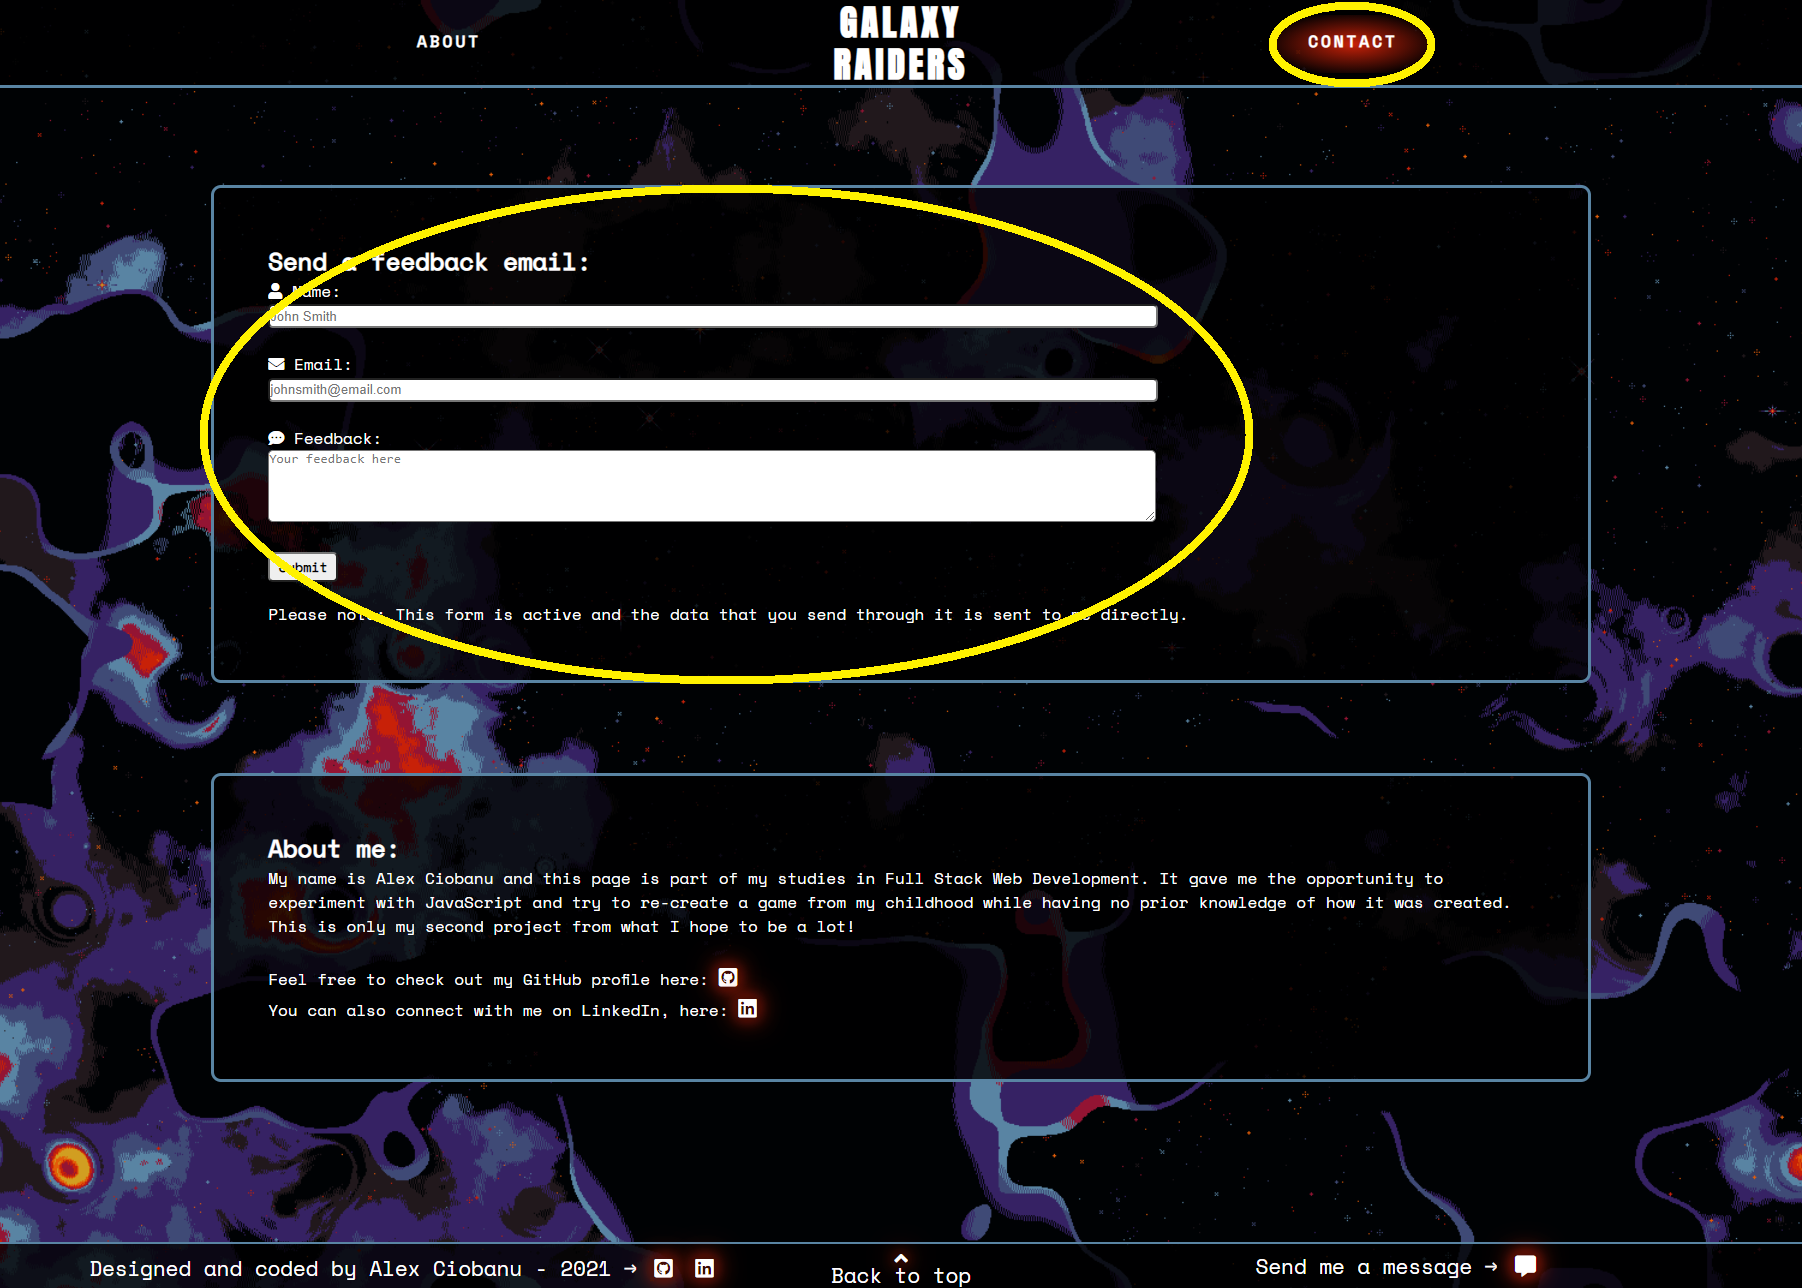 ABOUT
GALAXY
RAIDERS
CONTACT
Send a feedback email:
Name:
John Smith
Email:
johnsmith@email.com
Feedback:
Your feedback here
Submit
Please note: This form is active and the data that you send through it is sent to me directly.
About me:
My name is Alex Ciobanu and this page is part of my studies in Full Stack Web Development. It gave me the opportunity to
experiment with JavaScript and try to re-create a game from my childhood while having no prior knowledge of how it was created.
This is only my second project from what I hope to be a lot!
Feel free to check out my GitHub profile here:
You can also connect with me on LinkedIn, here: in
Designed and coded by Alex Ciobanu - 2021 → in
Back to top
Send me a message →